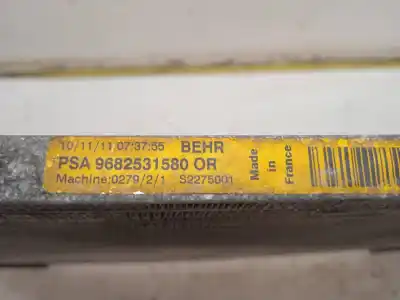 10/11/11 07:37:55 BEHR
PSA 9682531580 OR
Machine:0279/2/1 S2275001
Made
in
France